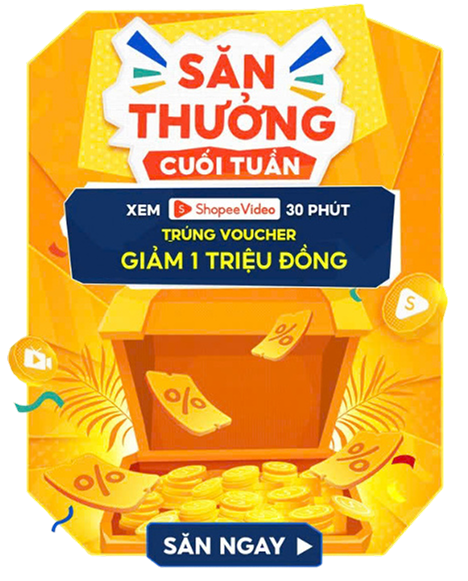 SĂN
THƯỞNG
CUỐI TUẦN
XEM ShopeeVideo 30 PHÚT
TRÚNG VOUCHER
GIẢM 1 TRIỆU ĐỒNG
%
S
%
%
%
SĂN NGAY